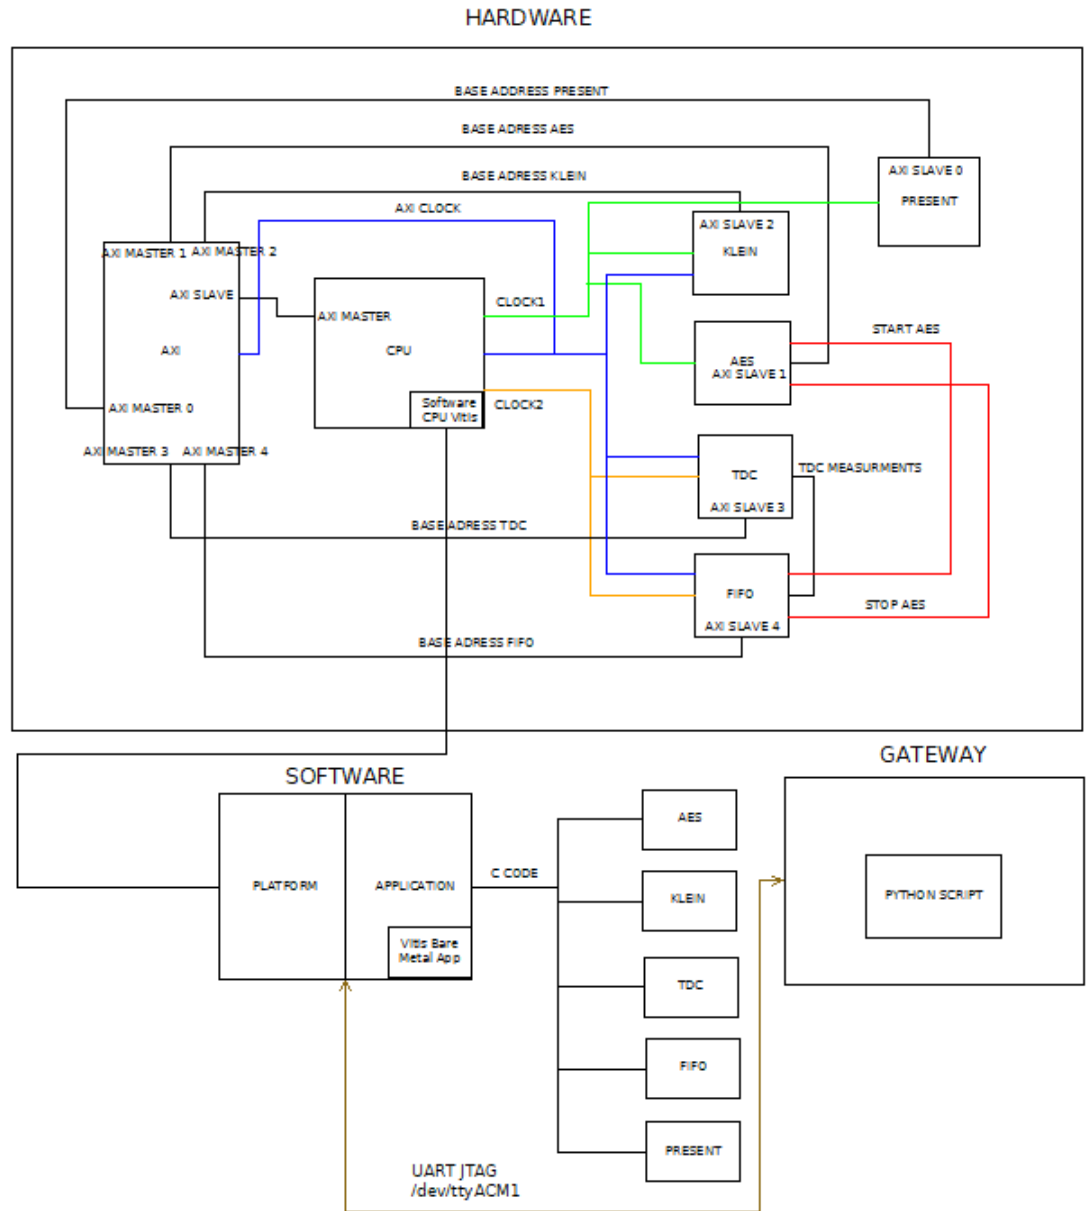 HARDWARE
BASE ADDRESS PRESENT
BASE ADRESS AES
BASE ADRESS KLEIN
AXI CLOCK
AXI SLAVE 0
PRESENT
AXI SLAVE 2
KLEIN
AXI MASTER 1
AXI MASTER 2
AXI SLAVE
AXI
AXI MASTER 0
AXI MASTER 3
AXI MASTER 4
AXI MASTER
CPU
Software
CPU Vitis
CLOCK1
CLOCK2
START AES
AES
AXI SLAVE 1
TDC
AXI SLAVE 3
TDC MEASURMENTS
BASE ADRESS TDC
FIFO
AXI SLAVE 4
STOP AES
BASE ADRESS FIFO
SOFTWARE
PLATFORM
APPLICATION
Vitis Bare
Metal App
C CODE
AES
KLEIN
TDC
FIFO
PRESENT
GATEWAY
PYTHON SCRIPT
UART JTAG
/dev/ttyACM1